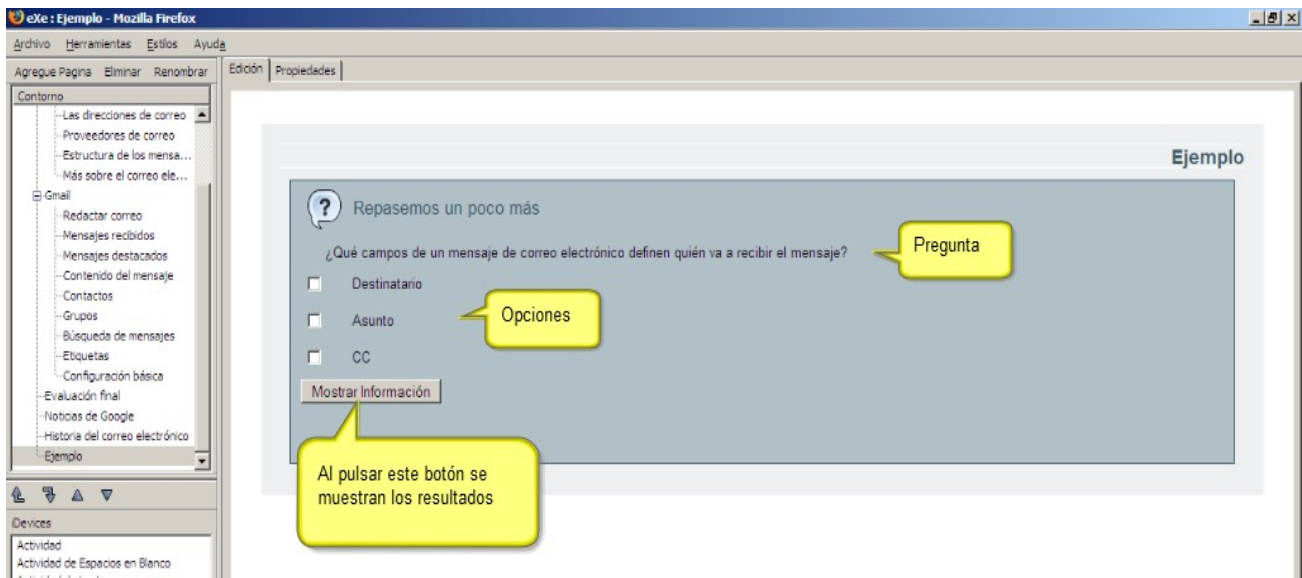 eXe : Ejemplo - Mozilla Firefox
Archivo Herramientas Estilos Ayuda
Agregue Pagina Eliminar Renombrar
Edición Propiedades
Contorno
Las direcciones de correo
Proveedores de correo
Estructura de los mensa...
Más sobre el correo ele...
Gmail
Redactar correo
Mensajes recibidos
Mensajes destacados
Contenido del mensaje
Contactos
Grupos
Búsqueda de mensajes
Etiquetas
Configuración básica
Evaluación final
Noticias de Google
Historia del correo electrónico
Ejemplo
iDevices
Actividad
Actividad de Espacios en Blanco
Ejemplo
? Repasemos un poco más
¿Qué campos de un mensaje de correo electrónico definen quién va a recibir el mensaje?
Pregunta
Destinatario
Asunto
Opciones
CC
Mostrar Información
Al pulsar este botón se
muestran los resultados